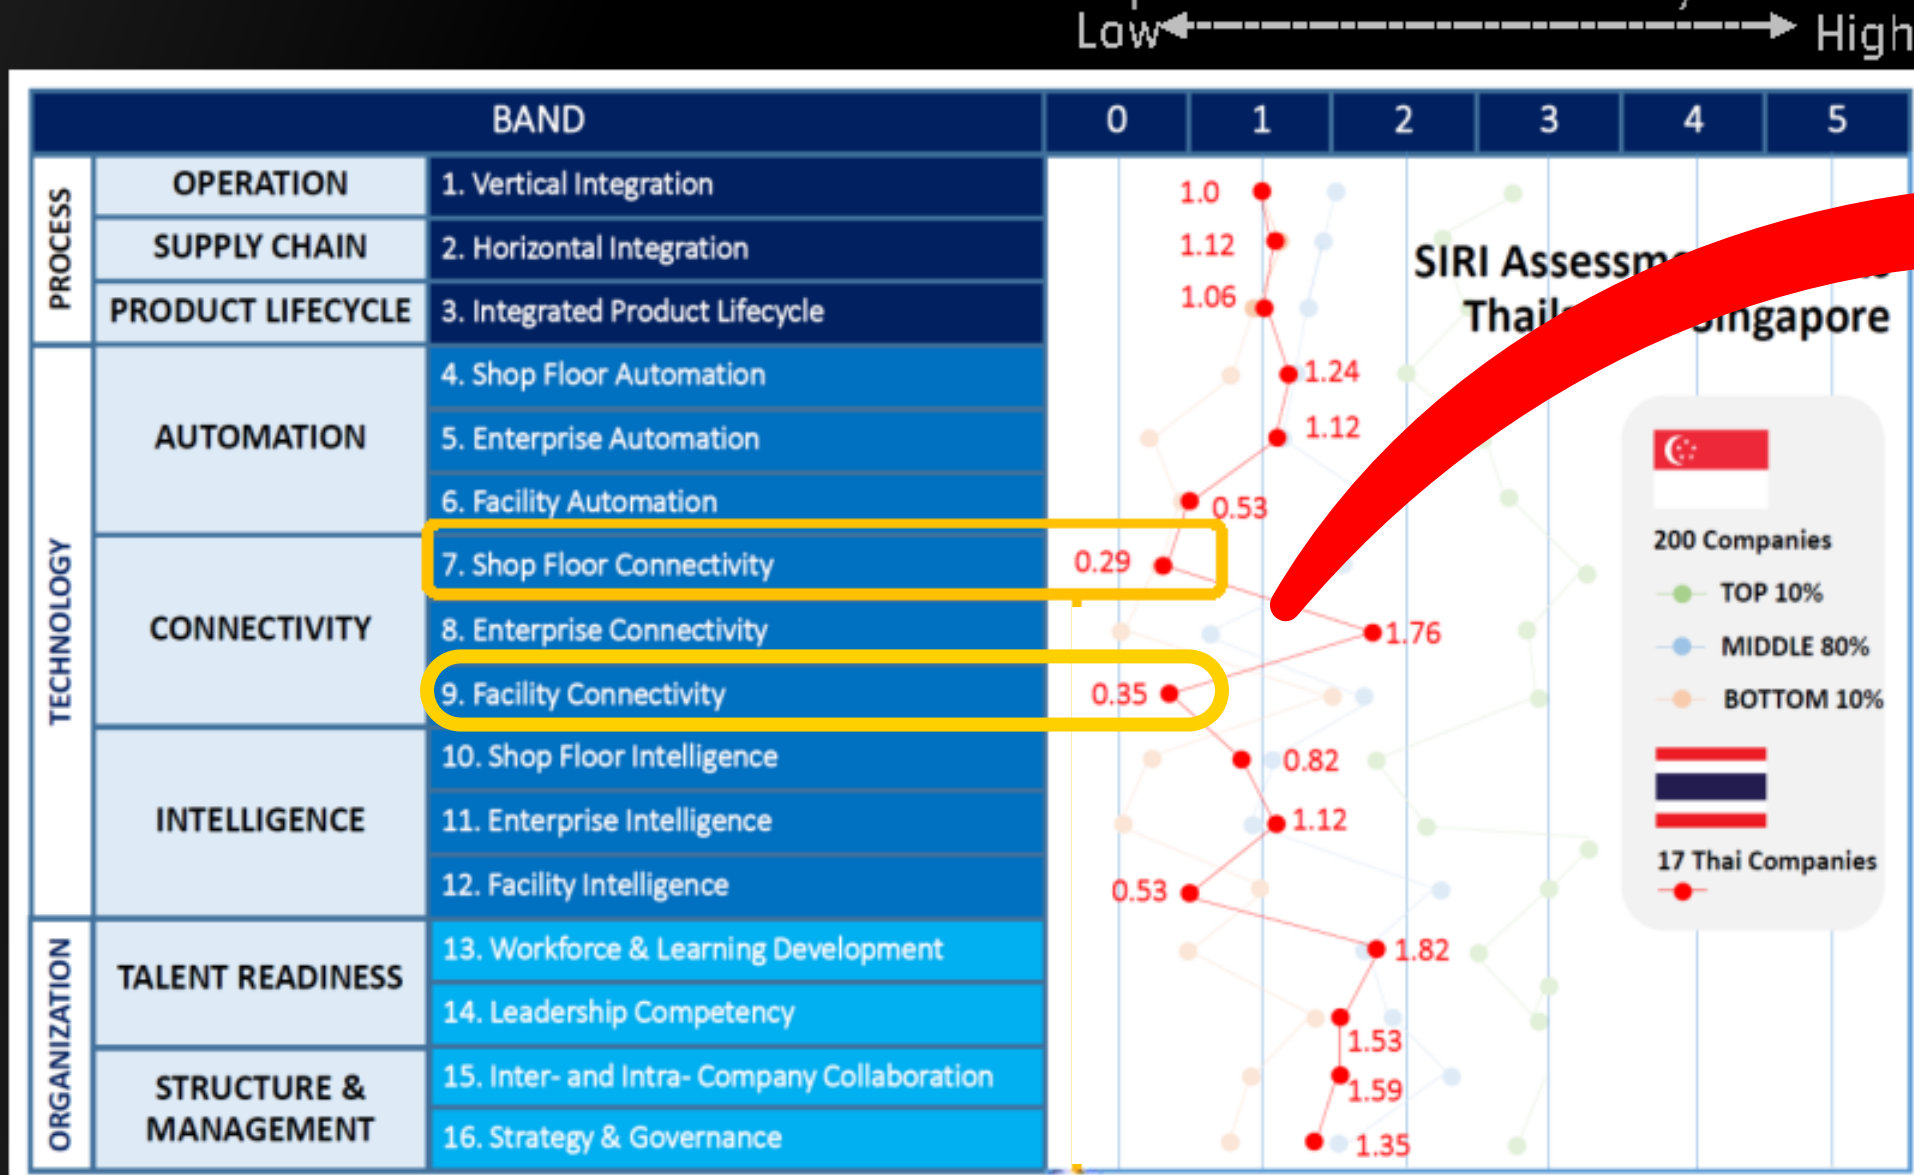 Low High
BAND 0 1 2 3 4 5
PROCESS
OPERATION 1. Vertical Integration 1.0
SUPPLY CHAIN 2. Horizontal Integration 1.12
PRODUCT LIFECYCLE 3. Integrated Product Lifecycle 1.06
SIRI
Singapore
TECHNOLOGY
AUTOMATION
4. Shop Floor Automation 1.24
5. Enterprise Automation 1.12
6. Facility Automation 0.53
CONNECTIVITY
7. Shop Floor Connectivity 0.29
8. Enterprise Connectivity 1.76
9. Facility Connectivity 0.35
INTELLIGENCE
10. Shop Floor Intelligence 0.82
11. Enterprise Intelligence 1.12
12. Facility Intelligence 0.53
ORGANIZATION
TALENT READINESS
13. Workforce & Learning Development 1.82
14. Leadership Competency 1.53
STRUCTURE &
MANAGEMENT
15. Inter- and Intra- Company Collaboration 1.59
16. Strategy & Governance 1.35
200 Companies
TOP 10%
MIDDLE 80%
BOTTOM 10%
17 Thai Companies